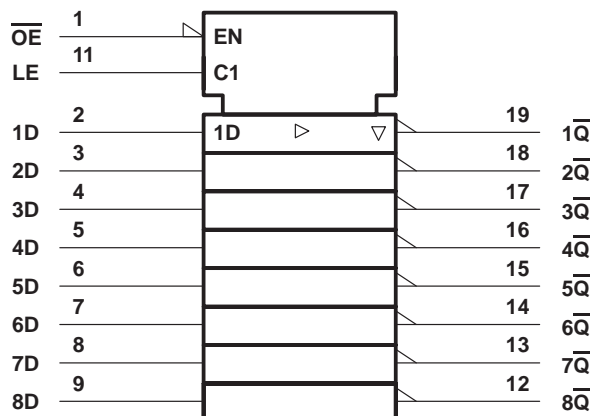 O̅E̅ 1 EN
LE 11 C1
1D 2 1D 19 1Q̅
2D 3 18 2Q̅
3D 4 17 3Q̅
4D 5 16 4Q̅
5D 6 15 5Q̅
6D 7 14 6Q̅
7D 8 13 7Q̅
8D 9 12 8Q̅